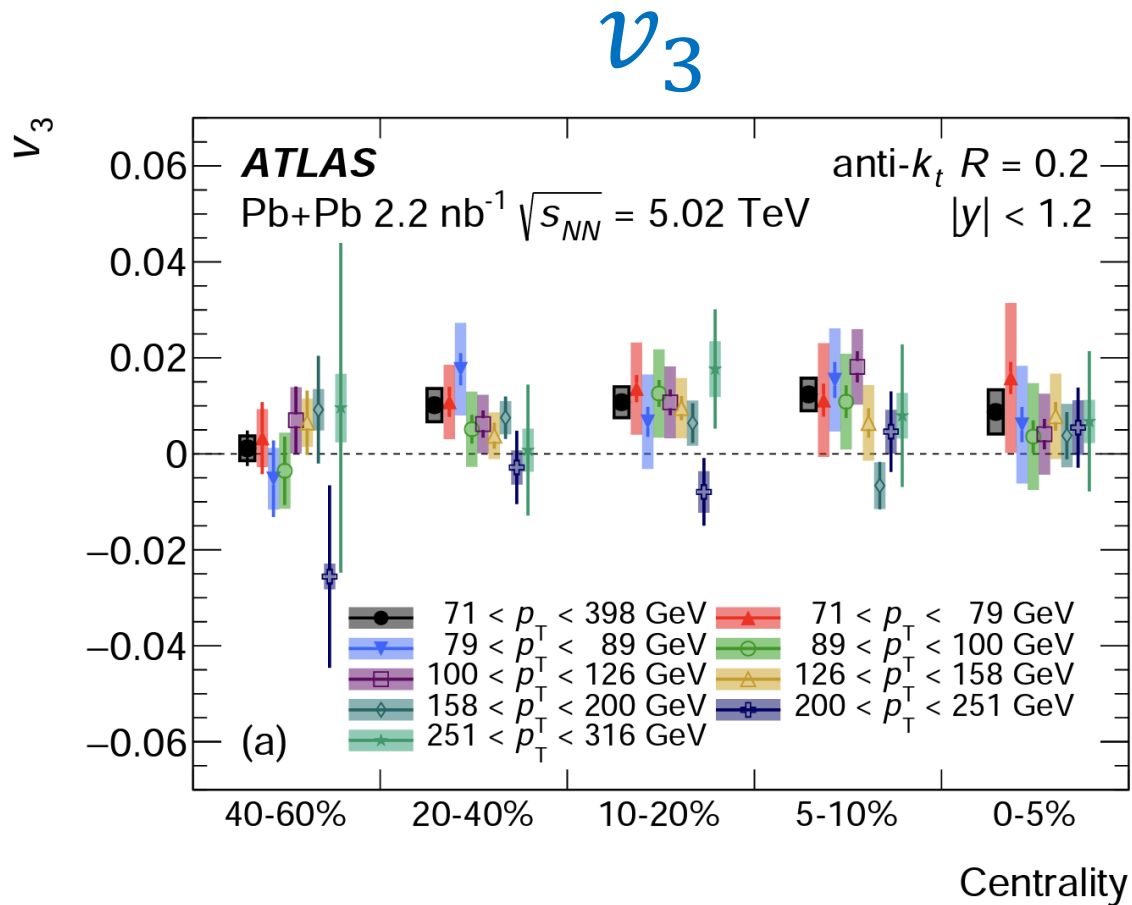 v₃
v₃
ATLAS
anti-kₜ R = 0.2
Pb+Pb 2.2 nb⁻¹ √sNN = 5.02 TeV
|y| < 1.2
0.06
0.04
0.02
0
−0.02
−0.04
−0.06
71 < pT < 398 GeV
71 < pT < 79 GeV
79 < pT < 89 GeV
89 < pT < 100 GeV
100 < pT < 126 GeV
126 < pT < 158 GeV
158 < pT < 200 GeV
200 < pT < 251 GeV
251 < pT < 316 GeV
(a)
40-60% 20-40% 10-20% 5-10% 0-5%
Centrality